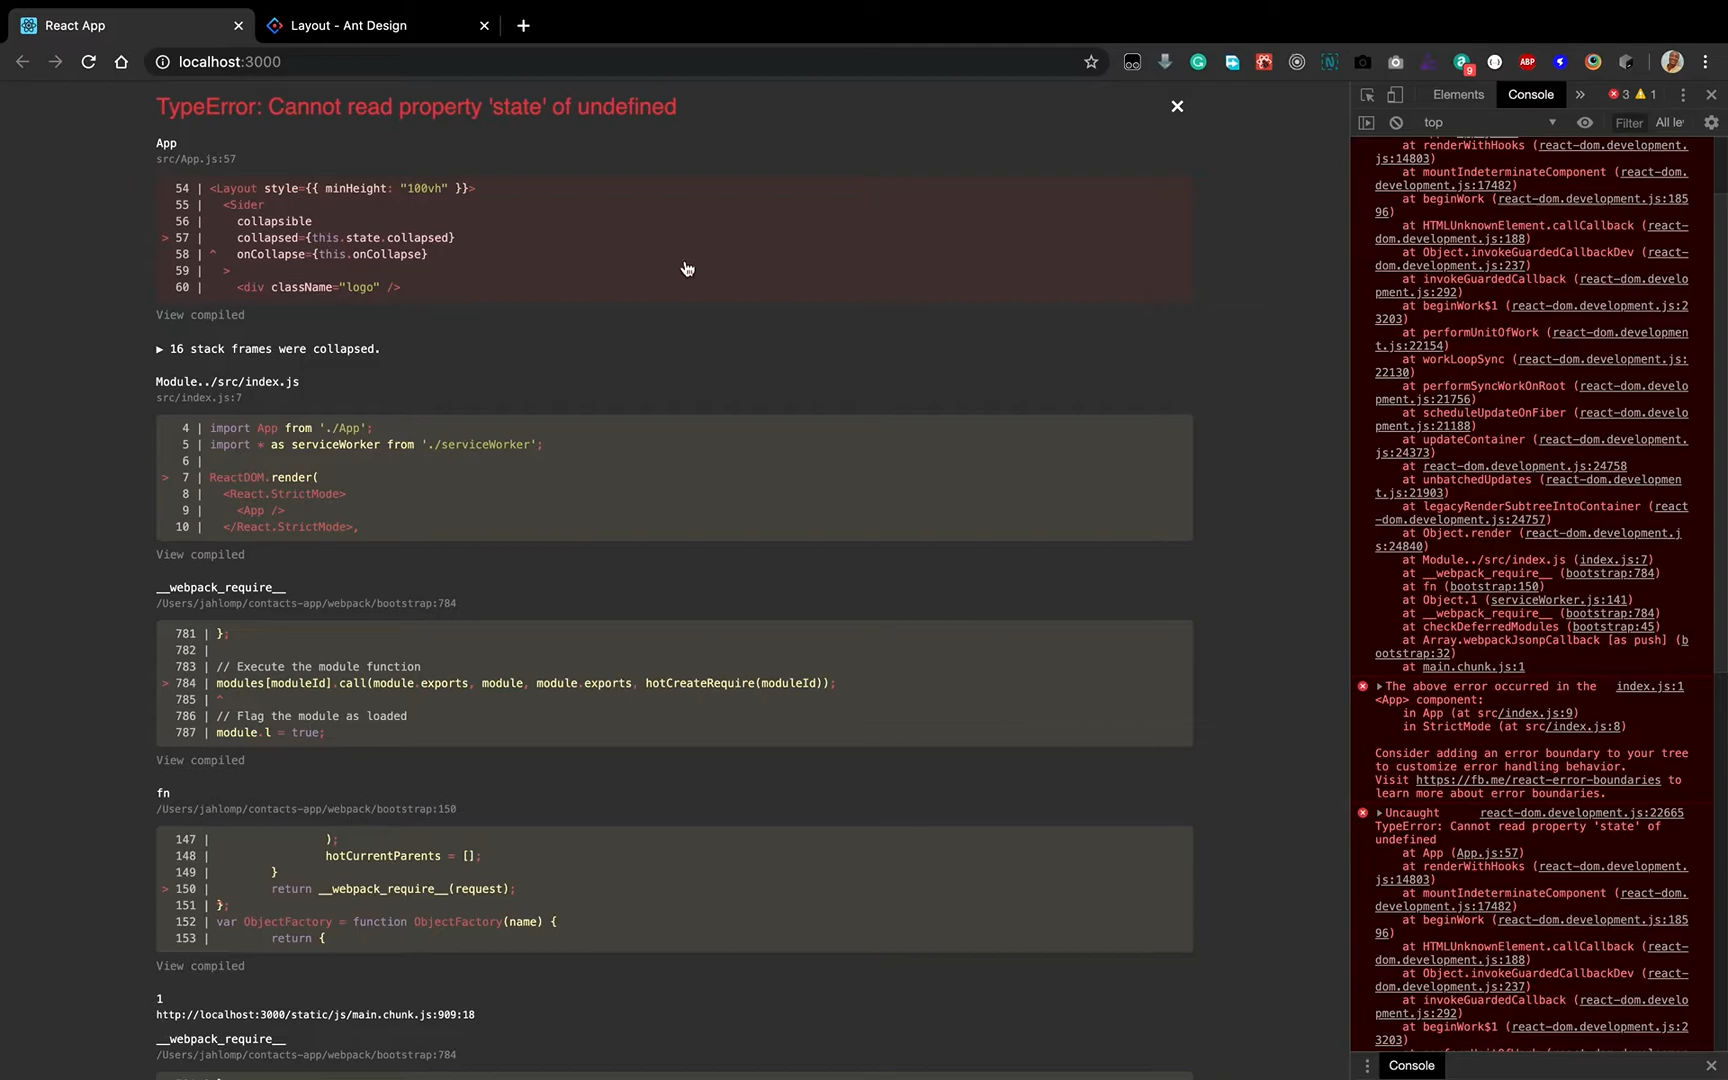 React App
Layout - Ant Design
localhost:3000
9
ABP
TypeError: Cannot read property 'state' of undefined
App
src/App.js:57
54 | <Layout style={{ minHeight: "100vh" }}>
55 |   <Sider
56 |     collapsible
> 57 |     collapsed={this.state.collapsed}
58 | ^   onCollapse={this.onCollapse}
59 |   >
60 |     <div className="logo" />
View compiled
▶ 16 stack frames were collapsed.
Module../src/index.js
src/index.js:7
4 | import App from './App';
5 | import * as serviceWorker from './serviceWorker';
6 |
> 7 | ReactDOM.render(
8 |   <React.StrictMode>
9 |     <App />
10 |   </React.StrictMode>,
View compiled
__webpack_require__
/Users/jahlomp/contacts-app/webpack/bootstrap:784
781 | };
782 |
783 | // Execute the module function
> 784 | modules[moduleId].call(module.exports, module, module.exports, hotCreateRequire(moduleId));
785 | ^
786 | // Flag the module as loaded
787 | module.l = true;
View compiled
fn
/Users/jahlomp/contacts-app/webpack/bootstrap:150
147 |                 );
148 |                 hotCurrentParents = [];
149 |         }
> 150 |         return __webpack_require__(request);
151 | };
152 | var ObjectFactory = function ObjectFactory(name) {
153 |         return {
View compiled
1
http://localhost:3000/static/js/main.chunk.js:909:18
__webpack_require__
/Users/jahlomp/contacts-app/webpack/bootstrap:784
Elements
Console
3
1
top
Filter
All le
at renderWithHooks (react-dom.development.
js:14803)
at mountIndeterminateComponent (react-dom.
development.js:17482)
at beginWork (react-dom.development.js:185
96)
at HTMLUnknownElement.callCallback (react-
dom.development.js:188)
at Object.invokeGuardedCallbackDev (react-
dom.development.js:237)
at invokeGuardedCallback (react-dom.develo
pment.js:292)
at beginWork$1 (react-dom.development.js:2
3203)
at performUnitOfWork (react-dom.developmen
t.js:22154)
at workLoopSync (react-dom.development.js:
22130)
at performSyncWorkOnRoot (react-dom.develo
pment.js:21756)
at scheduleUpdateOnFiber (react-dom.develo
pment.js:21188)
at updateContainer (react-dom.development.
js:24373)
at react-dom.development.js:24758
at unbatchedUpdates (react-dom.developmen
t.js:21903)
at legacyRenderSubtreeIntoContainer (react
-dom.development.js:24757)
at Object.render (react-dom.development.j
s:24840)
at Module../src/index.js (index.js:7)
at __webpack_require__ (bootstrap:784)
at fn (bootstrap:150)
at Object.1 (serviceWorker.js:141)
at __webpack_require__ (bootstrap:784)
at checkDeferredModules (bootstrap:45)
at Array.webpackJsonpCallback [as push] (b
ootstrap:32)
at main.chunk.js:1
▶The above error occurred in the index.js:1
<App> component:
in App (at src/index.js:9)
in StrictMode (at src/index.js:8)
Consider adding an error boundary to your tree
to customize error handling behavior.
Visit https://fb.me/react-error-boundaries to
learn more about error boundaries.
▶Uncaught react-dom.development.js:22665
TypeError: Cannot read property 'state' of
undefined
at App (App.js:57)
at renderWithHooks (react-dom.development.
js:14803)
at mountIndeterminateComponent (react-dom.
development.js:17482)
at beginWork (react-dom.development.js:185
96)
at HTMLUnknownElement.callCallback (react-
dom.development.js:188)
at Object.invokeGuardedCallbackDev (react-
dom.development.js:237)
at invokeGuardedCallback (react-dom.develo
pment.js:292)
at beginWork$1 (react-dom.development.js:2
3203)
Console